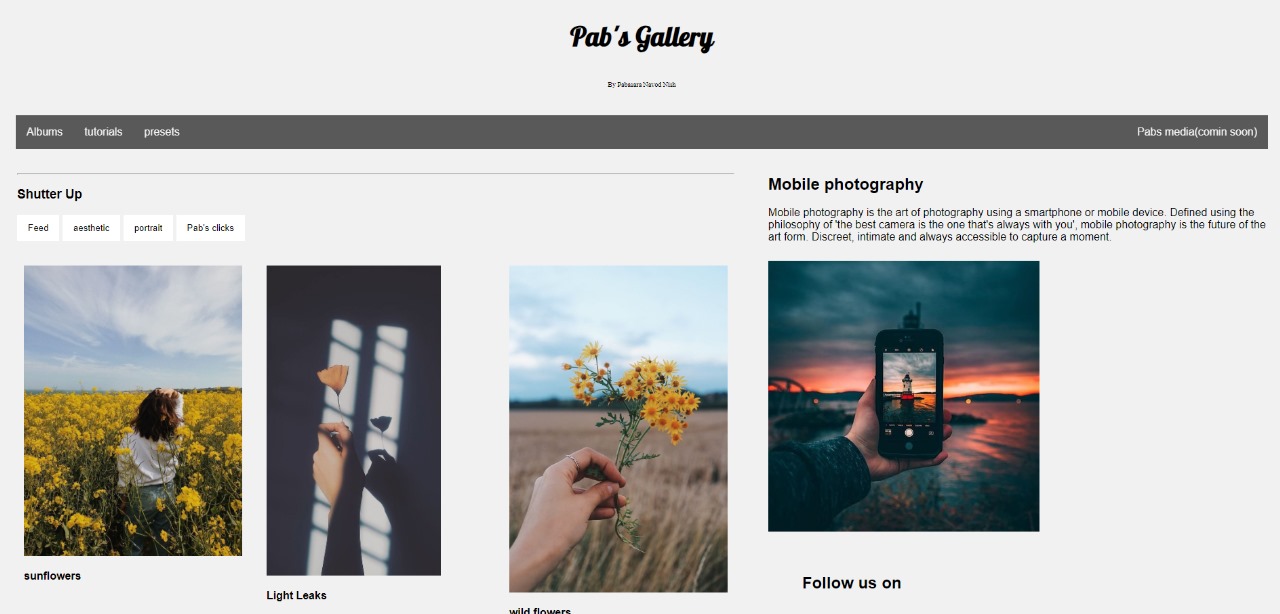 Pab's Gallery
By Pabasara Navod Nish
Albums tutorials presets Pabs media(comin soon)
Shutter Up
Feed aesthetic portrait Pab's clicks
sunflowers
Light Leaks
wild flowers
Mobile photography
Mobile photography is the art of photography using a smartphone or mobile device. Defined using the
philosophy of 'the best camera is the one that's always with you', mobile photography is the future of the
art form. Discreet, intimate and always accessible to capture a moment.
Follow us on